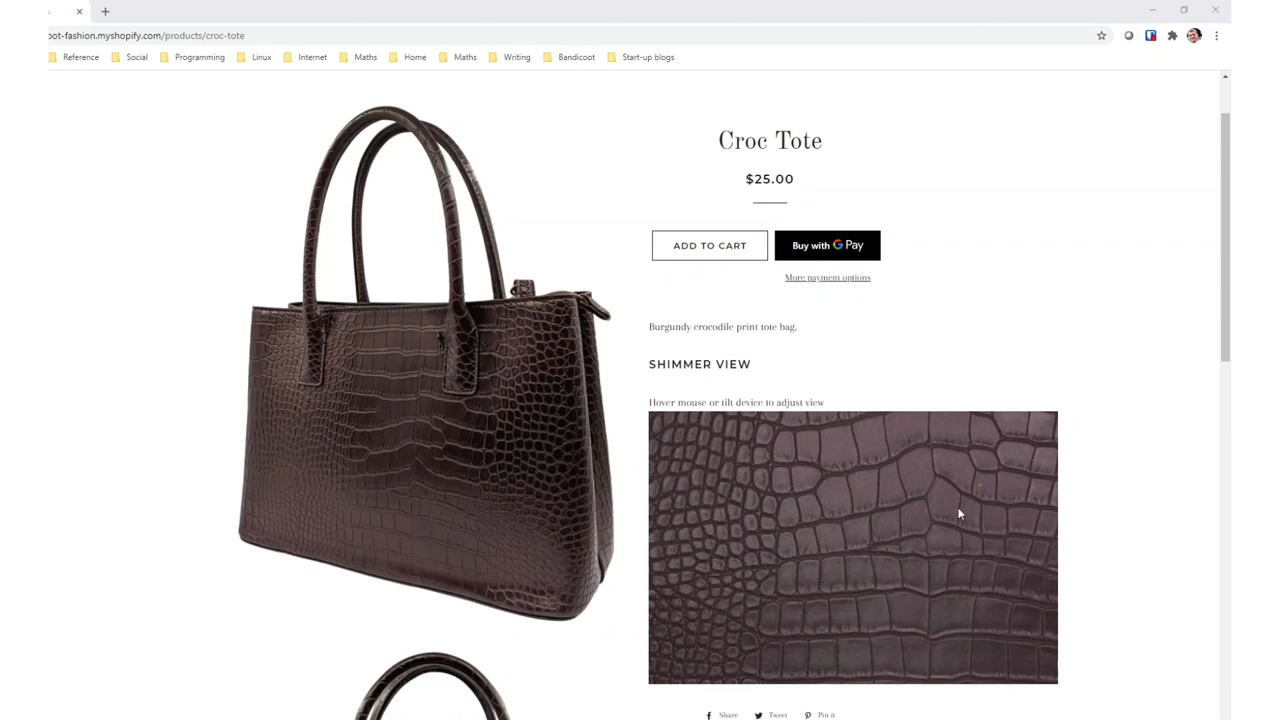 oot-fashion.myshopify.com/products/croc-tote
Reference Social Programming Linux Internet Maths Home Maths Writing Bandicoot Start-up blogs
Croc Tote
$25.00
ADD TO CART
Buy with G Pay
More payment options
Burgundy crocodile print tote bag.
SHIMMER VIEW
Hover mouse or tilt device to adjust view
Share Tweet Pin it